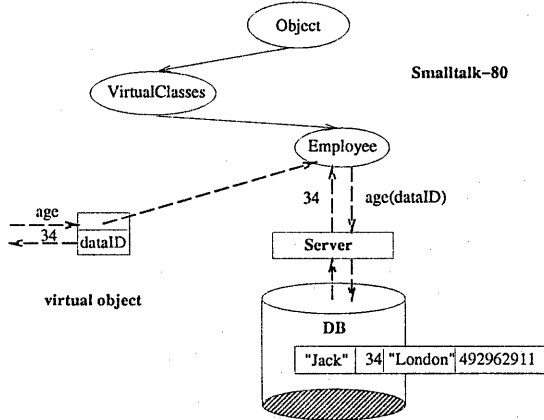 Object
Smalltalk-80
VirtualClasses
Employee
age
34
dataID
34
age(dataID)
Server
virtual object
DB
"Jack" 34 "London" 492962911